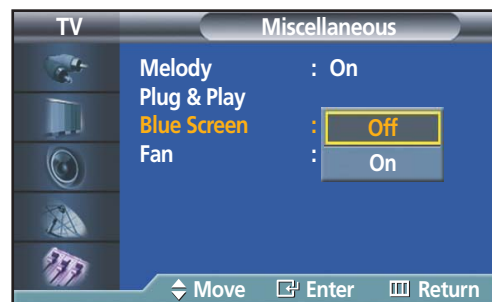 TV Miscellaneous
Melody : On
Plug & Play
Blue Screen : Off
Fan : On
Move Enter Return